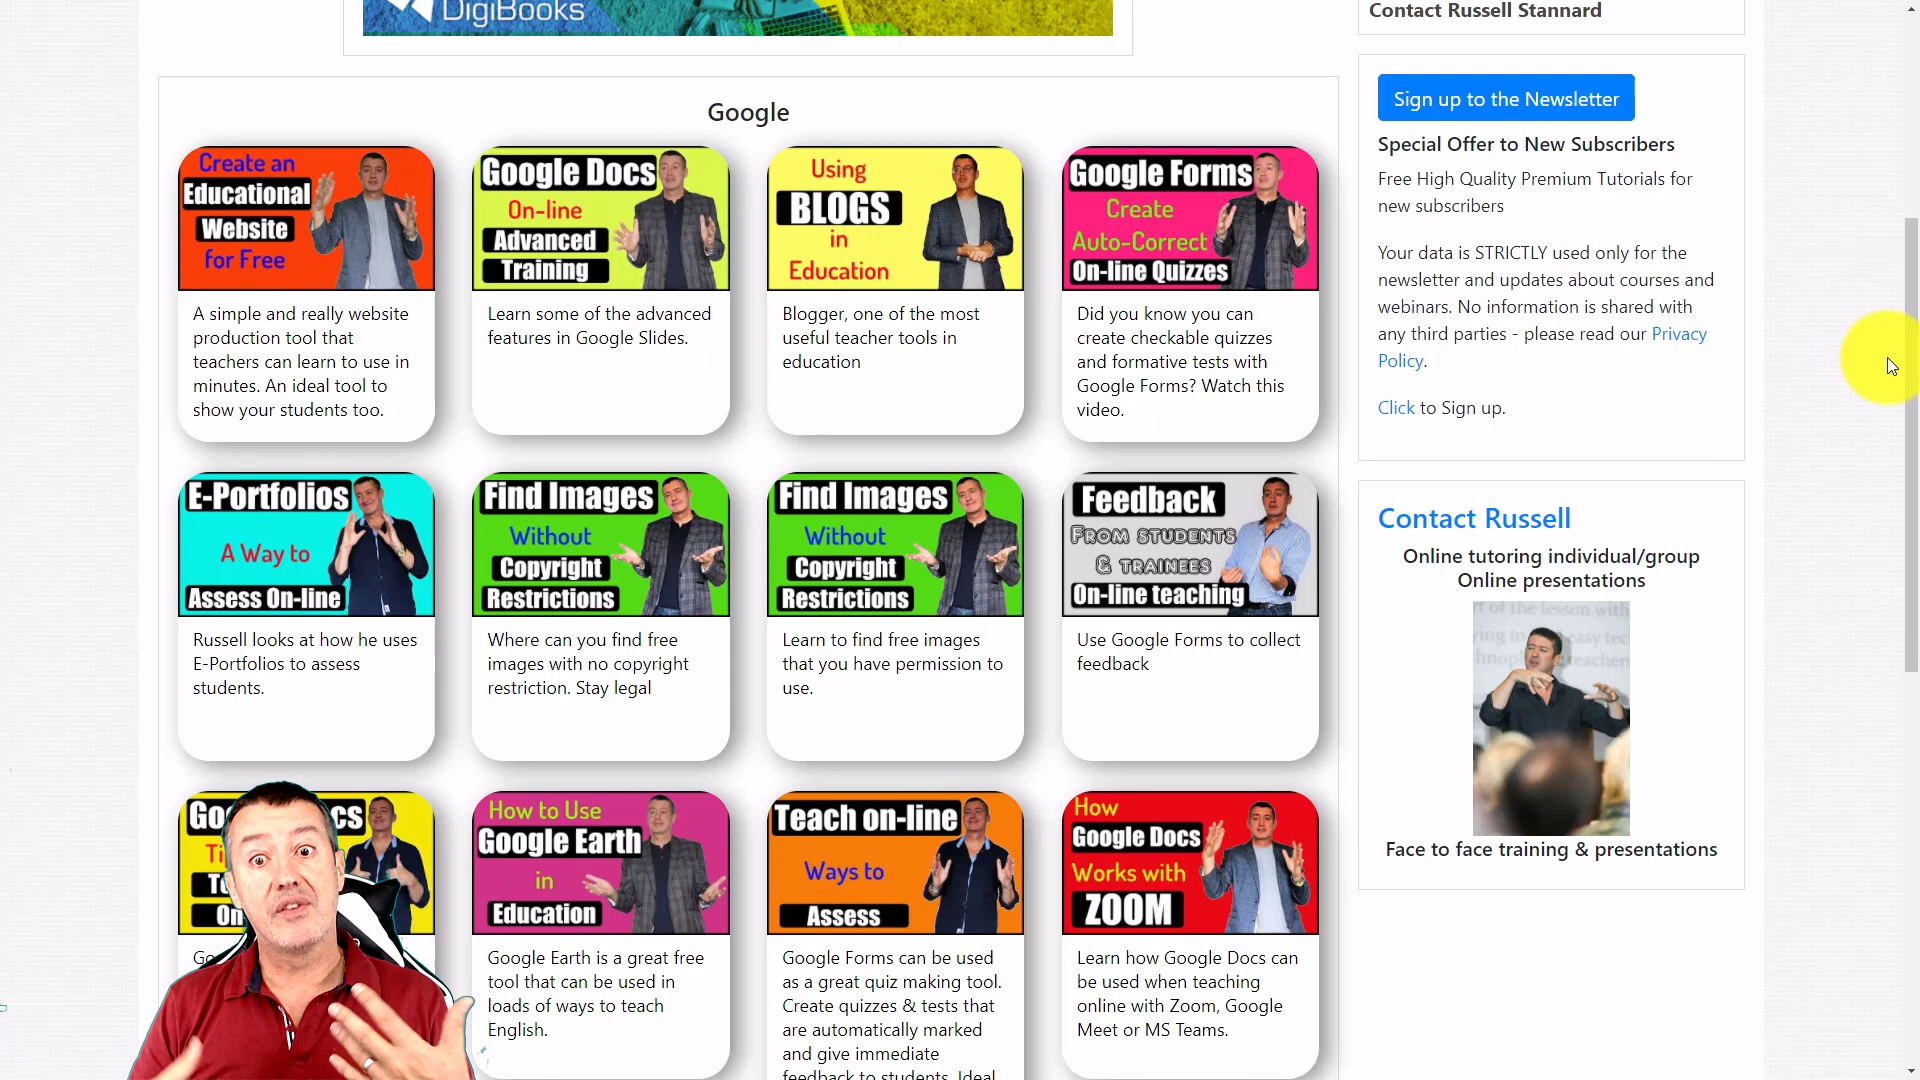 DigiBooks
Contact Russell Stannard
Google
Create an
Educational
Website
for Free
A simple and really website
production tool that
teachers can learn to use in
minutes. An ideal tool to
show your students too.
Google Docs
On-line
Advanced
Training
Learn some of the advanced
features in Google Slides.
Using
BLOGS
in
Education
Blogger, one of the most
useful teacher tools in
education
Google Forms
Create
Auto-Correct
On-line Quizzes
Did you know you can
create checkable quizzes
and formative tests with
Google Forms? Watch this
video.
E-Portfolios
A Way to
Assess On-line
Russell looks at how he uses
E-Portfolios to assess
students.
Find Images
Without
Copyright
Restrictions
Where can you find free
images with no copyright
restriction. Stay legal
Find Images
Without
Copyright
Restrictions
Learn to find free images
that you have permission to
use.
Feedback
FROM STUDENTS
& TRAINEES
On-line teaching
Use Google Forms to collect
feedback
How to Use
Google Earth
in
Education
Google Earth is a great free
tool that can be used in
loads of ways to teach
English.
Teach on-line
Ways to
Assess
Google Forms can be used
as a great quiz making tool.
Create quizzes & tests that
are automatically marked
and give immediate
feedback to students. Ideal
How
Google Docs
Works with
ZOOM
Learn how Google Docs can
be used when teaching
online with Zoom, Google
Meet or MS Teams.
Sign up to the Newsletter
Special Offer to New Subscribers
Free High Quality Premium Tutorials for
new subscribers
Your data is STRICTLY used only for the
newsletter and updates about courses and
webinars. No information is shared with
any third parties - please read our Privacy
Policy.
Click to Sign up.
Contact Russell
Online tutoring individual/group
Online presentations
of the lesson with
Face to face training & presentations